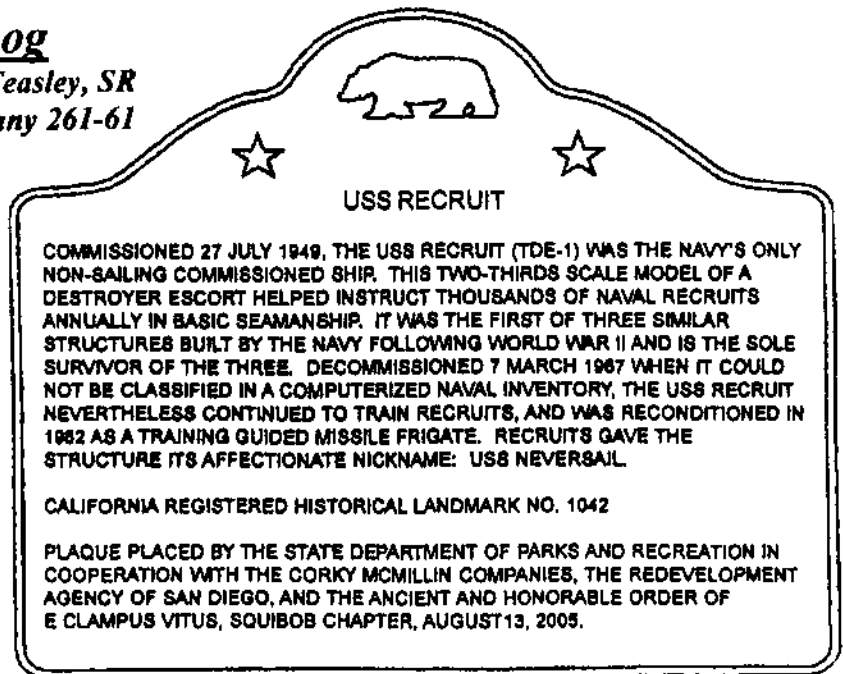 og
easley, SR
any 261-61
USS RECRUIT
COMMISSIONED 27 JULY 1949, THE USS RECRUIT (TDE-1) WAS THE NAVY'S ONLY
NON-SAILING COMMISSIONED SHIP. THIS TWO-THIRDS SCALE MODEL OF A
DESTROYER ESCORT HELPED INSTRUCT THOUSANDS OF NAVAL RECRUITS
ANNUALLY IN BASIC SEAMANSHIP. IT WAS THE FIRST OF THREE SIMILAR
STRUCTURES BUILT BY THE NAVY FOLLOWING WORLD WAR II AND IS THE SOLE
SURVIVOR OF THE THREE. DECOMMISSIONED 7 MARCH 1967 WHEN IT COULD
NOT BE CLASSIFIED IN A COMPUTERIZED NAVAL INVENTORY, THE USS RECRUIT
NEVERTHELESS CONTINUED TO TRAIN RECRUITS, AND WAS RECONDITIONED IN
1982 AS A TRAINING GUIDED MISSILE FRIGATE. RECRUITS GAVE THE
STRUCTURE ITS AFFECTIONATE NICKNAME: USS NEVERSAIL.
CALIFORNIA REGISTERED HISTORICAL LANDMARK NO. 1042
PLAQUE PLACED BY THE STATE DEPARTMENT OF PARKS AND RECREATION IN
COOPERATION WITH THE CORKY MCMILLIN COMPANIES, THE REDEVELOPMENT
AGENCY OF SAN DIEGO, AND THE ANCIENT AND HONORABLE ORDER OF
E CLAMPUS VITUS, SQUIBOB CHAPTER, AUGUST 13, 2005.